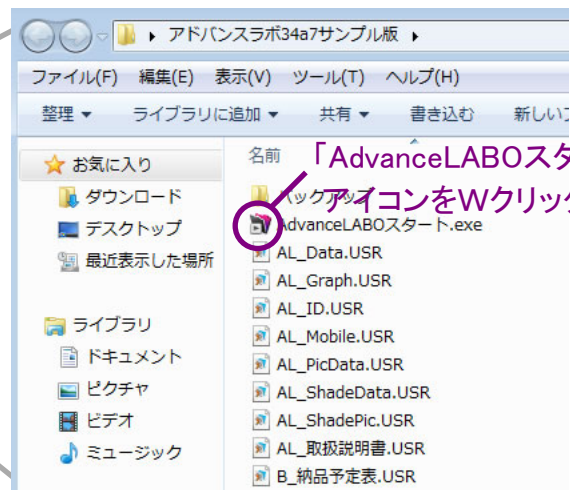 アドバンスラボ34a7サンプル版
ファイル(F) 編集(E) 表示(V) ツール(T) ヘルプ(H)
整理 ライブラリに追加 共有 書き込む 新しい
お気に入り
ダウンロード
デスクトップ
最近表示した場所
ライブラリ
ドキュメント
ピクチャ
ビデオ
ミュージック
名前
「AdvanceLABOスタ
アイコンをWクリック
バックアップ
AdvanceLABOスタート.exe
AL_Data.USR
AL_Graph.USR
AL_ID.USR
AL_Mobile.USR
AL_PicData.USR
AL_ShadeData.USR
AL_ShadePic.USR
AL_取扱説明書.USR
B_納品予定表.USR